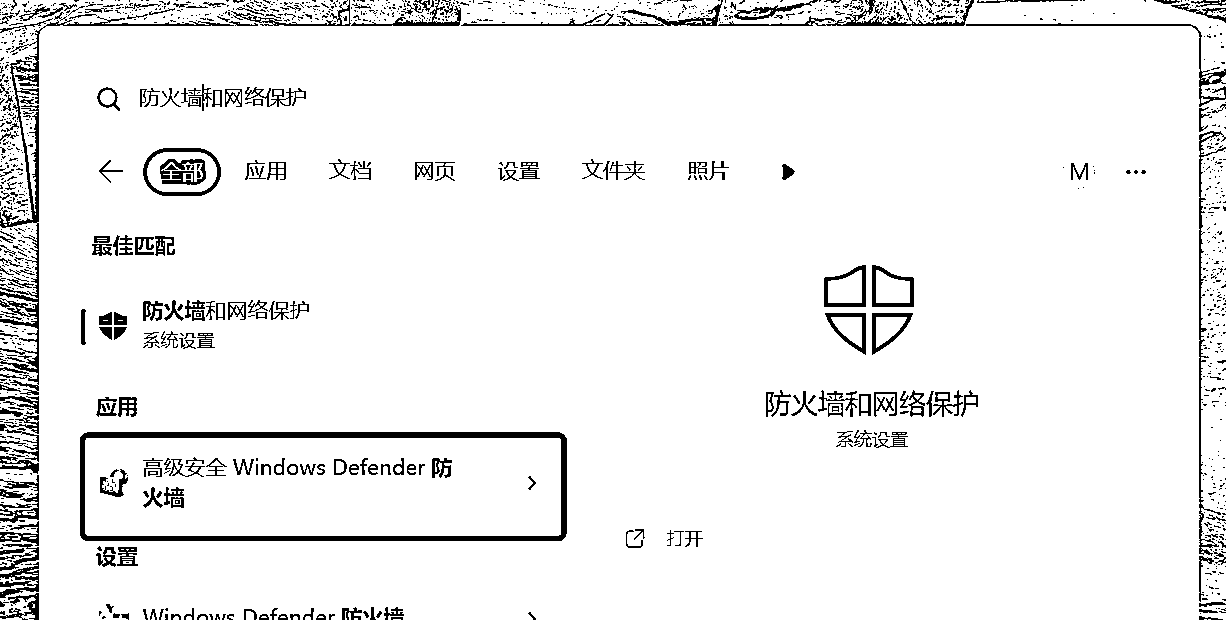 防火墙和网络保护
全部 应用 文档 网页 设置 文件夹 照片 M
最佳匹配
防火墙和网络保护
系统设置
应用
高级安全 Windows Defender 防
火墙
设置
Windows Defender 防火墙
防火墙和网络保护
系统设置
打开